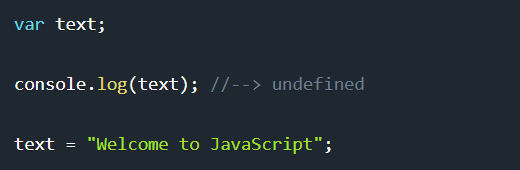 var text;
console.log(text); //--> undefined
text = "Welcome to JavaScript";